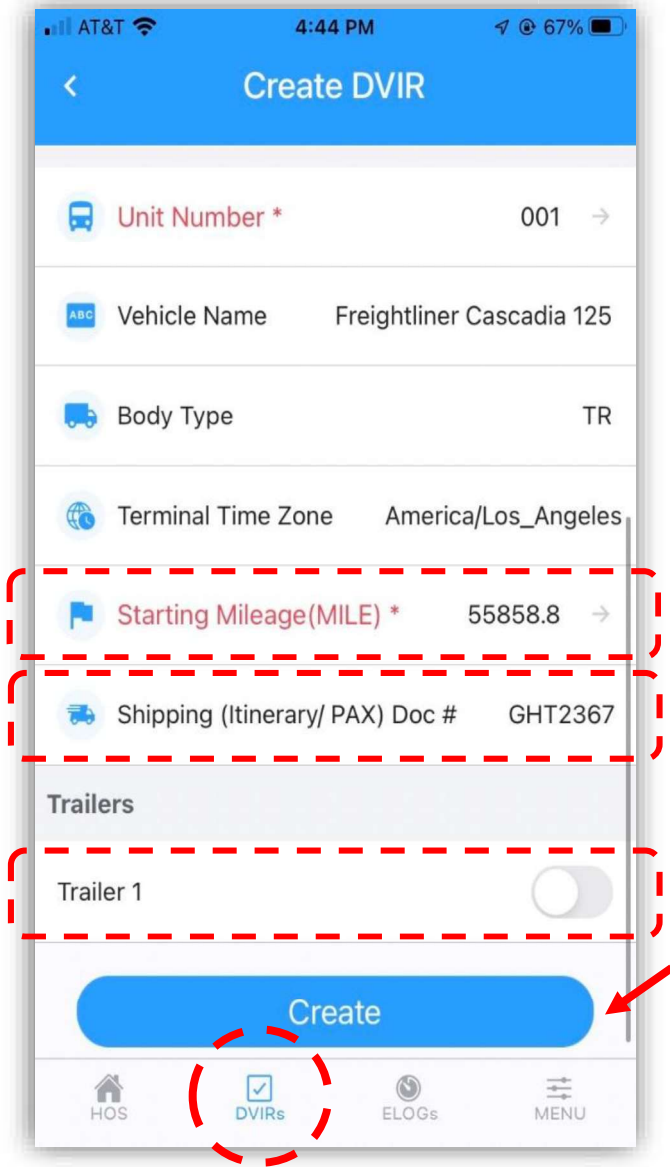 AT&T 4:44 PM 67%
Create DVIR
Unit Number * 001
ABC Vehicle Name Freightliner Cascadia 125
Body Type TR
Terminal Time Zone America/Los_Angeles
Starting Mileage(MILE) * 55858.8
Shipping (Itinerary/ PAX) Doc # GHT2367
Trailers
Trailer 1
Create
HOS DVIRs ELOGs MENU